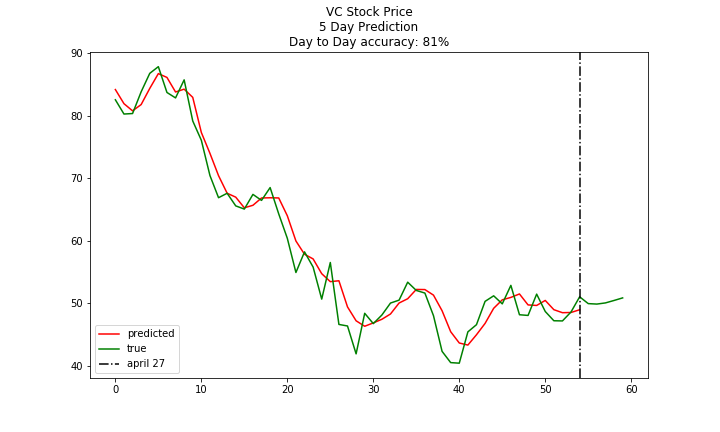 VC Stock Price
5 Day Prediction
Day to Day accuracy: 81%
90
80
70
60
50
40
predicted
true
april 27
0 10 20 30 40 50 60